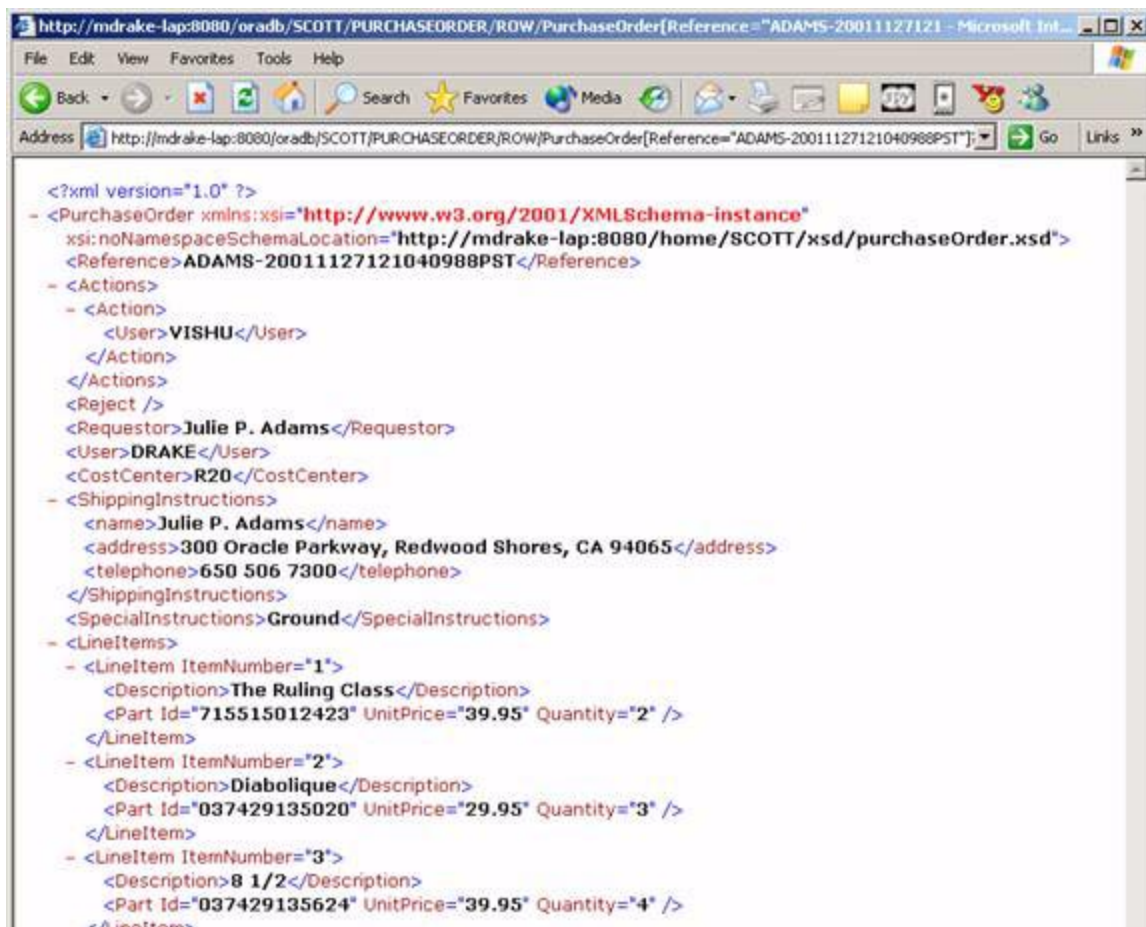 http://mdrake-lap:8080/oradb/SCOTT/PURCHASEORDER/ROW/PurchaseOrder[Reference="ADAMS-20011127121 - Microsoft Int...
File Edit View Favorites Tools Help
Back Search Favorites Media
Address http://mdrake-lap:8080/oradb/SCOTT/PURCHASEORDER/ROW/PurchaseOrder[Reference="ADAMS-20011127121040988PST"]; Go Links »
<?xml version="1.0" ?>
- <PurchaseOrder xmlns:xsi="http://www.w3.org/2001/XMLSchema-instance"
xsi:noNamespaceSchemaLocation="http://mdrake-lap:8080/home/SCOTT/xsd/purchaseOrder.xsd">
<Reference>ADAMS-20011127121040988PST</Reference>
- <Actions>
- <Action>
<User>VISHU</User>
</Action>
</Actions>
<Reject />
<Requestor>Julie P. Adams</Requestor>
<User>DRAKE</User>
<CostCenter>R20</CostCenter>
- <ShippingInstructions>
<name>Julie P. Adams</name>
<address>300 Oracle Parkway, Redwood Shores, CA 94065</address>
<telephone>650 506 7300</telephone>
</ShippingInstructions>
<SpecialInstructions>Ground</SpecialInstructions>
- <LineItems>
- <LineItem ItemNumber="1">
<Description>The Ruling Class</Description>
<Part Id="715515012423" UnitPrice="39.95" Quantity="2" />
</LineItem>
- <LineItem ItemNumber="2">
<Description>Diabolique</Description>
<Part Id="037429135020" UnitPrice="29.95" Quantity="3" />
</LineItem>
- <LineItem ItemNumber="3">
<Description>8 1/2</Description>
<Part Id="037429135624" UnitPrice="39.95" Quantity="4" />
</LineItem>